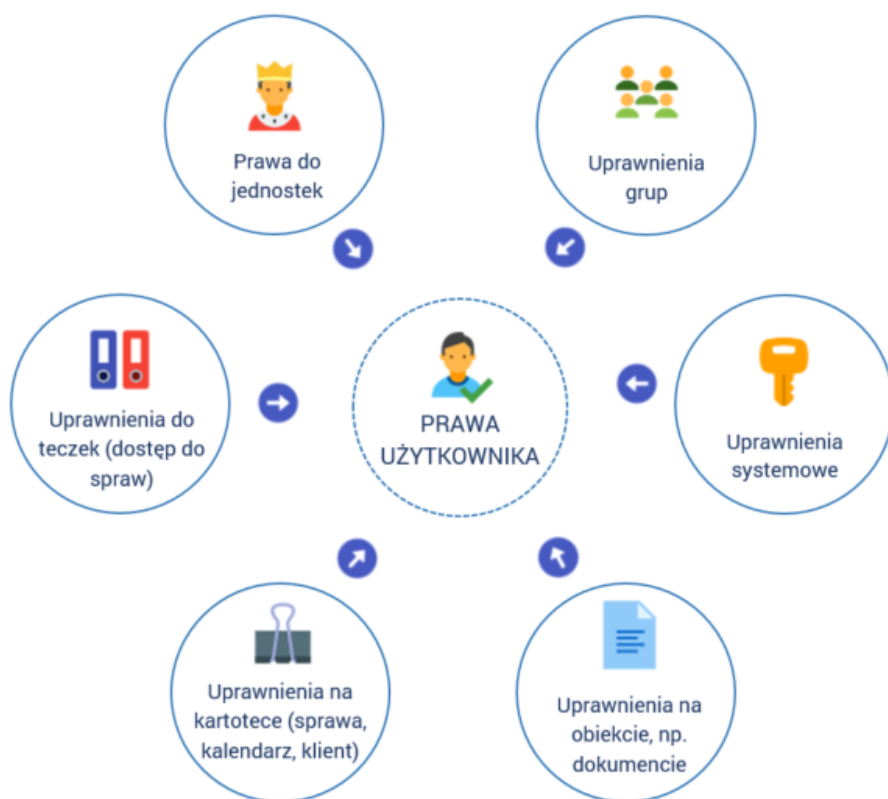 Prawa do
jednostek
Uprawnienia
grup
Uprawnienia do
teczek (dostęp do
spraw)
PRAWA
UŻYTKOWNIKA
Uprawnienia
systemowe
Uprawnienia na
kartotece (sprawa,
kalendarz, klient)
Uprawnienia na
obiekcie, np.
dokumencie